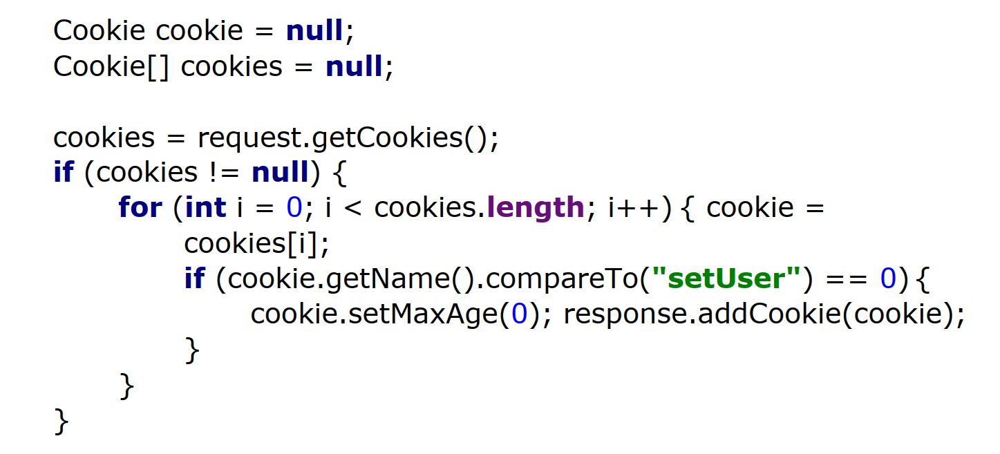 Cookie cookie = null;
Cookie[] cookies = null;
cookies = request.getCookies();
if (cookies != null) {
for (int i = 0; i < cookies.length; i++) { cookie =
cookies[i];
if (cookie.getName().compareTo("setUser") == 0) {
cookie.setMaxAge(0); response.addCookie(cookie);
}
}
}